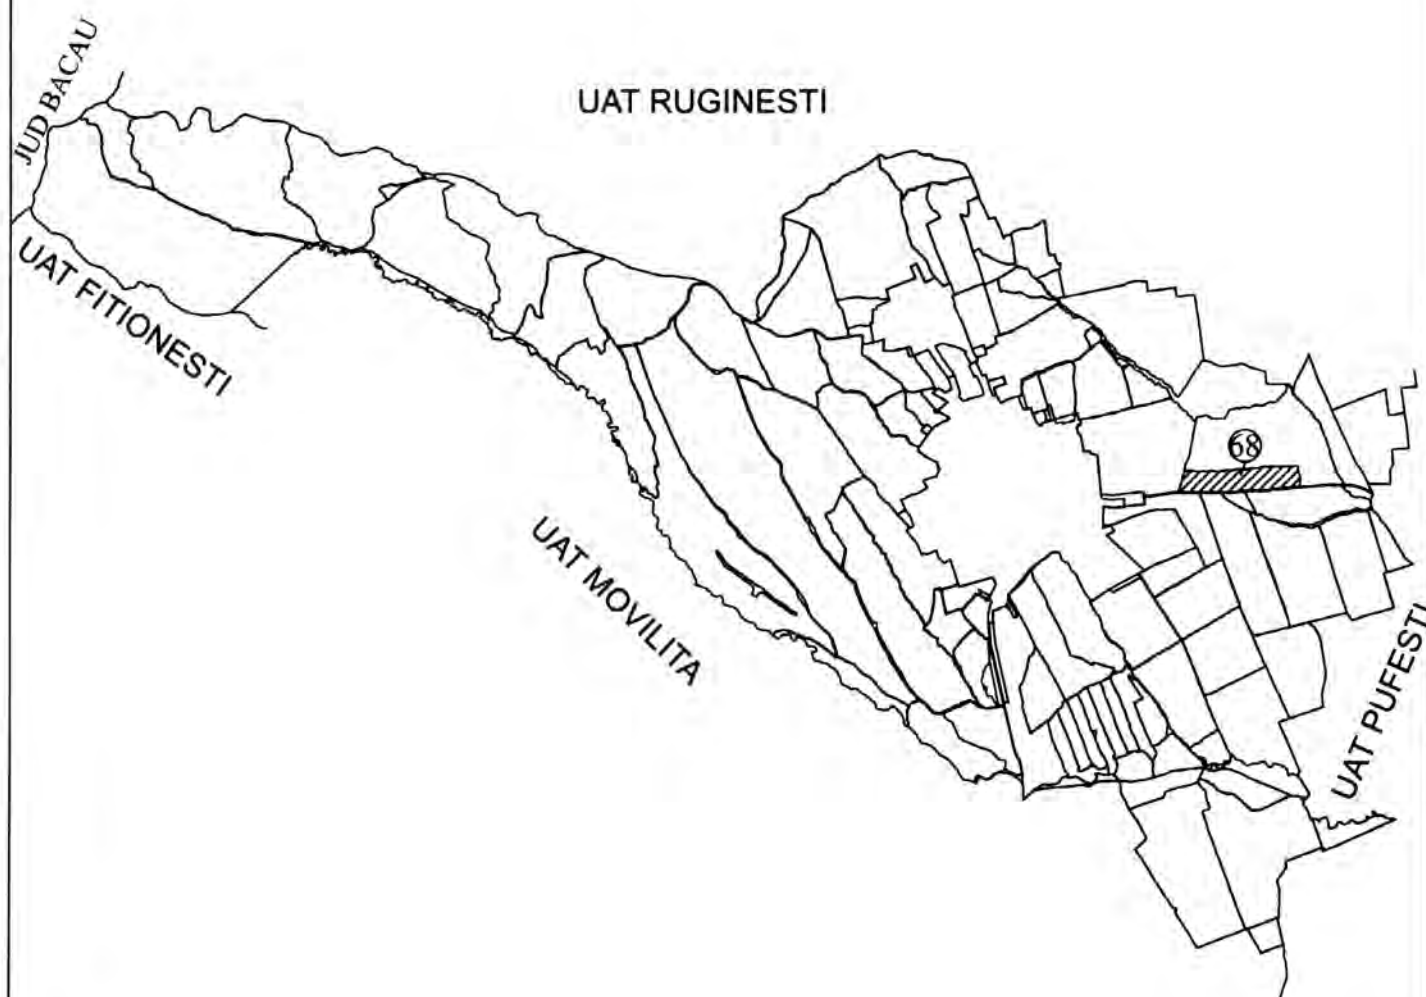 JUD BACAU
UAT RUGINESTI
UAT FITIONESTI
68
UAT MOVILITA
UAT PUFESTI